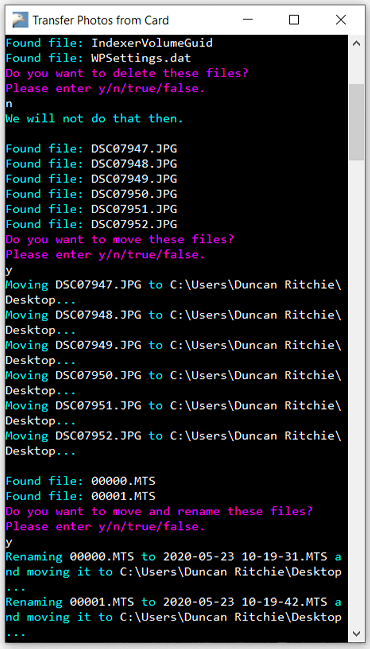 Transfer Photos from Card
Found file: IndexerVolumeGuid
Found file: WPSettings.dat
Do you want to delete these files?
Please enter y/n/true/false.
n
We will not do that then.
Found file: DSC07947.JPG
Found file: DSC07948.JPG
Found file: DSC07949.JPG
Found file: DSC07950.JPG
Found file: DSC07951.JPG
Found file: DSC07952.JPG
Do you want to move these files?
Please enter y/n/true/false.
y
Moving DSC07947.JPG to C:\Users\Duncan Ritchie\
Desktop...
Moving DSC07948.JPG to C:\Users\Duncan Ritchie\
Desktop...
Moving DSC07949.JPG to C:\Users\Duncan Ritchie\
Desktop...
Moving DSC07950.JPG to C:\Users\Duncan Ritchie\
Desktop...
Moving DSC07951.JPG to C:\Users\Duncan Ritchie\
Desktop...
Moving DSC07952.JPG to C:\Users\Duncan Ritchie\
Desktop...
Found file: 00000.MTS
Found file: 00001.MTS
Do you want to move and rename these files?
Please enter y/n/true/false.
y
Renaming 00000.MTS to 2020-05-23 10-19-31.MTS a
nd moving it to C:\Users\Duncan Ritchie\Desktop
...
Renaming 00001.MTS to 2020-05-23 10-19-42.MTS a
nd moving it to C:\Users\Duncan Ritchie\Desktop
...